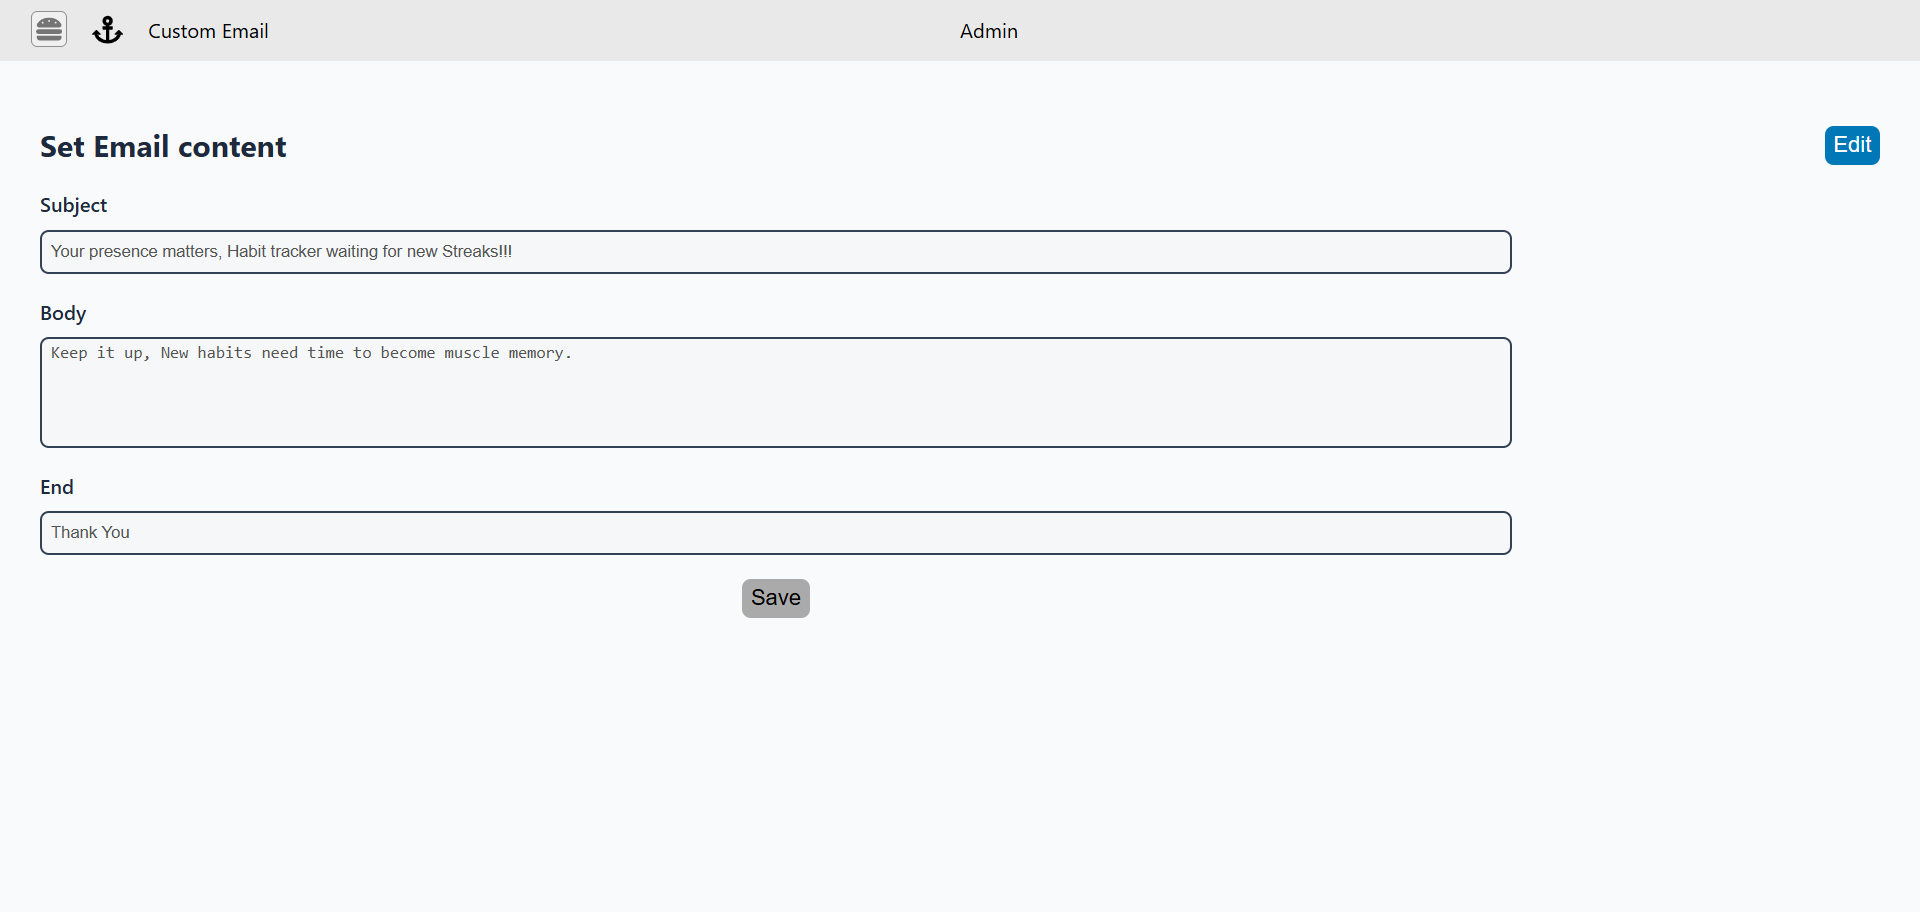 Custom Email
Admin
Set Email content
Edit
Subject
Your presence matters, Habit tracker waiting for new Streaks!!!
Body
Keep it up, New habits need time to become muscle memory.
End
Thank You
Save